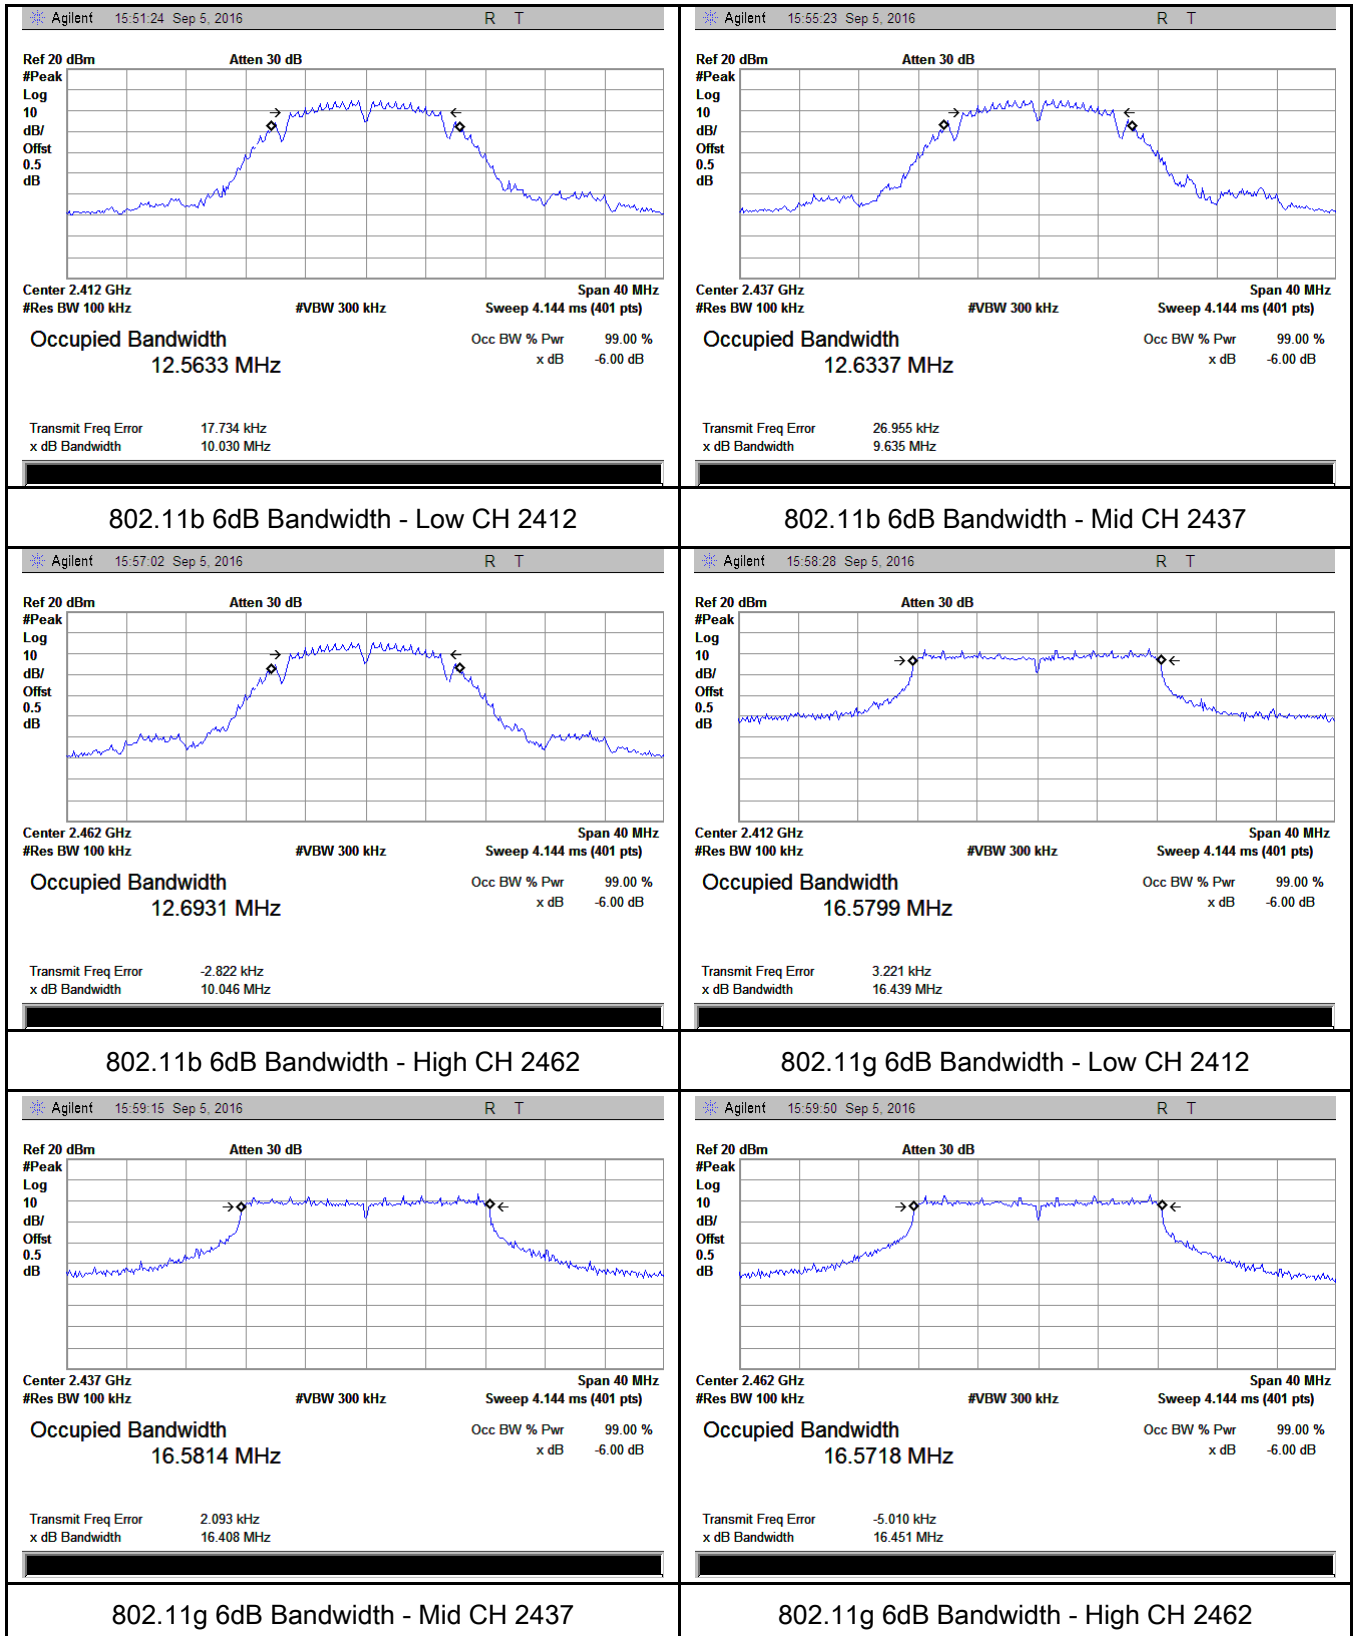 Agilent 15:51:24 Sep 5, 2016 R T
Ref 20 dBm Atten 30 dB
#Peak
Log
10
dB/
Offst
0.5
dB
Center 2.412 GHz Span 40 MHz
#Res BW 100 kHz #VBW 300 kHz Sweep 4.144 ms (401 pts)
Occupied Bandwidth Occ BW % Pwr 99.00 %
12.5633 MHz x dB -6.00 dB
Transmit Freq Error 17.734 kHz
x dB Bandwidth 10.030 MHz
802.11b 6dB Bandwidth - Low CH 2412
Agilent 15:55:23 Sep 5, 2016 R T
Ref 20 dBm Atten 30 dB
#Peak
Log
10
dB/
Offst
0.5
dB
Center 2.437 GHz Span 40 MHz
#Res BW 100 kHz #VBW 300 kHz Sweep 4.144 ms (401 pts)
Occupied Bandwidth Occ BW % Pwr 99.00 %
12.6337 MHz x dB -6.00 dB
Transmit Freq Error 26.955 kHz
x dB Bandwidth 9.635 MHz
802.11b 6dB Bandwidth - Mid CH 2437
Agilent 15:57:02 Sep 5, 2016 R T
Ref 20 dBm Atten 30 dB
#Peak
Log
10
dB/
Offst
0.5
dB
Center 2.462 GHz Span 40 MHz
#Res BW 100 kHz #VBW 300 kHz Sweep 4.144 ms (401 pts)
Occupied Bandwidth Occ BW % Pwr 99.00 %
12.6931 MHz x dB -6.00 dB
Transmit Freq Error -2.822 kHz
x dB Bandwidth 10.046 MHz
802.11b 6dB Bandwidth - High CH 2462
Agilent 15:58:28 Sep 5, 2016 R T
Ref 20 dBm Atten 30 dB
#Peak
Log
10
dB/
Offst
0.5
dB
Center 2.412 GHz Span 40 MHz
#Res BW 100 kHz #VBW 300 kHz Sweep 4.144 ms (401 pts)
Occupied Bandwidth Occ BW % Pwr 99.00 %
16.5799 MHz x dB -6.00 dB
Transmit Freq Error 3.221 kHz
x dB Bandwidth 16.439 MHz
802.11g 6dB Bandwidth - Low CH 2412
Agilent 15:59:15 Sep 5, 2016 R T
Ref 20 dBm Atten 30 dB
#Peak
Log
10
dB/
Offst
0.5
dB
Center 2.437 GHz Span 40 MHz
#Res BW 100 kHz #VBW 300 kHz Sweep 4.144 ms (401 pts)
Occupied Bandwidth Occ BW % Pwr 99.00 %
16.5814 MHz x dB -6.00 dB
Transmit Freq Error 2.093 kHz
x dB Bandwidth 16.408 MHz
802.11g 6dB Bandwidth - Mid CH 2437
Agilent 15:59:50 Sep 5, 2016 R T
Ref 20 dBm Atten 30 dB
#Peak
Log
10
dB/
Offst
0.5
dB
Center 2.462 GHz Span 40 MHz
#Res BW 100 kHz #VBW 300 kHz Sweep 4.144 ms (401 pts)
Occupied Bandwidth Occ BW % Pwr 99.00 %
16.5718 MHz x dB -6.00 dB
Transmit Freq Error -5.010 kHz
x dB Bandwidth 16.451 MHz
802.11g 6dB Bandwidth - High CH 2462